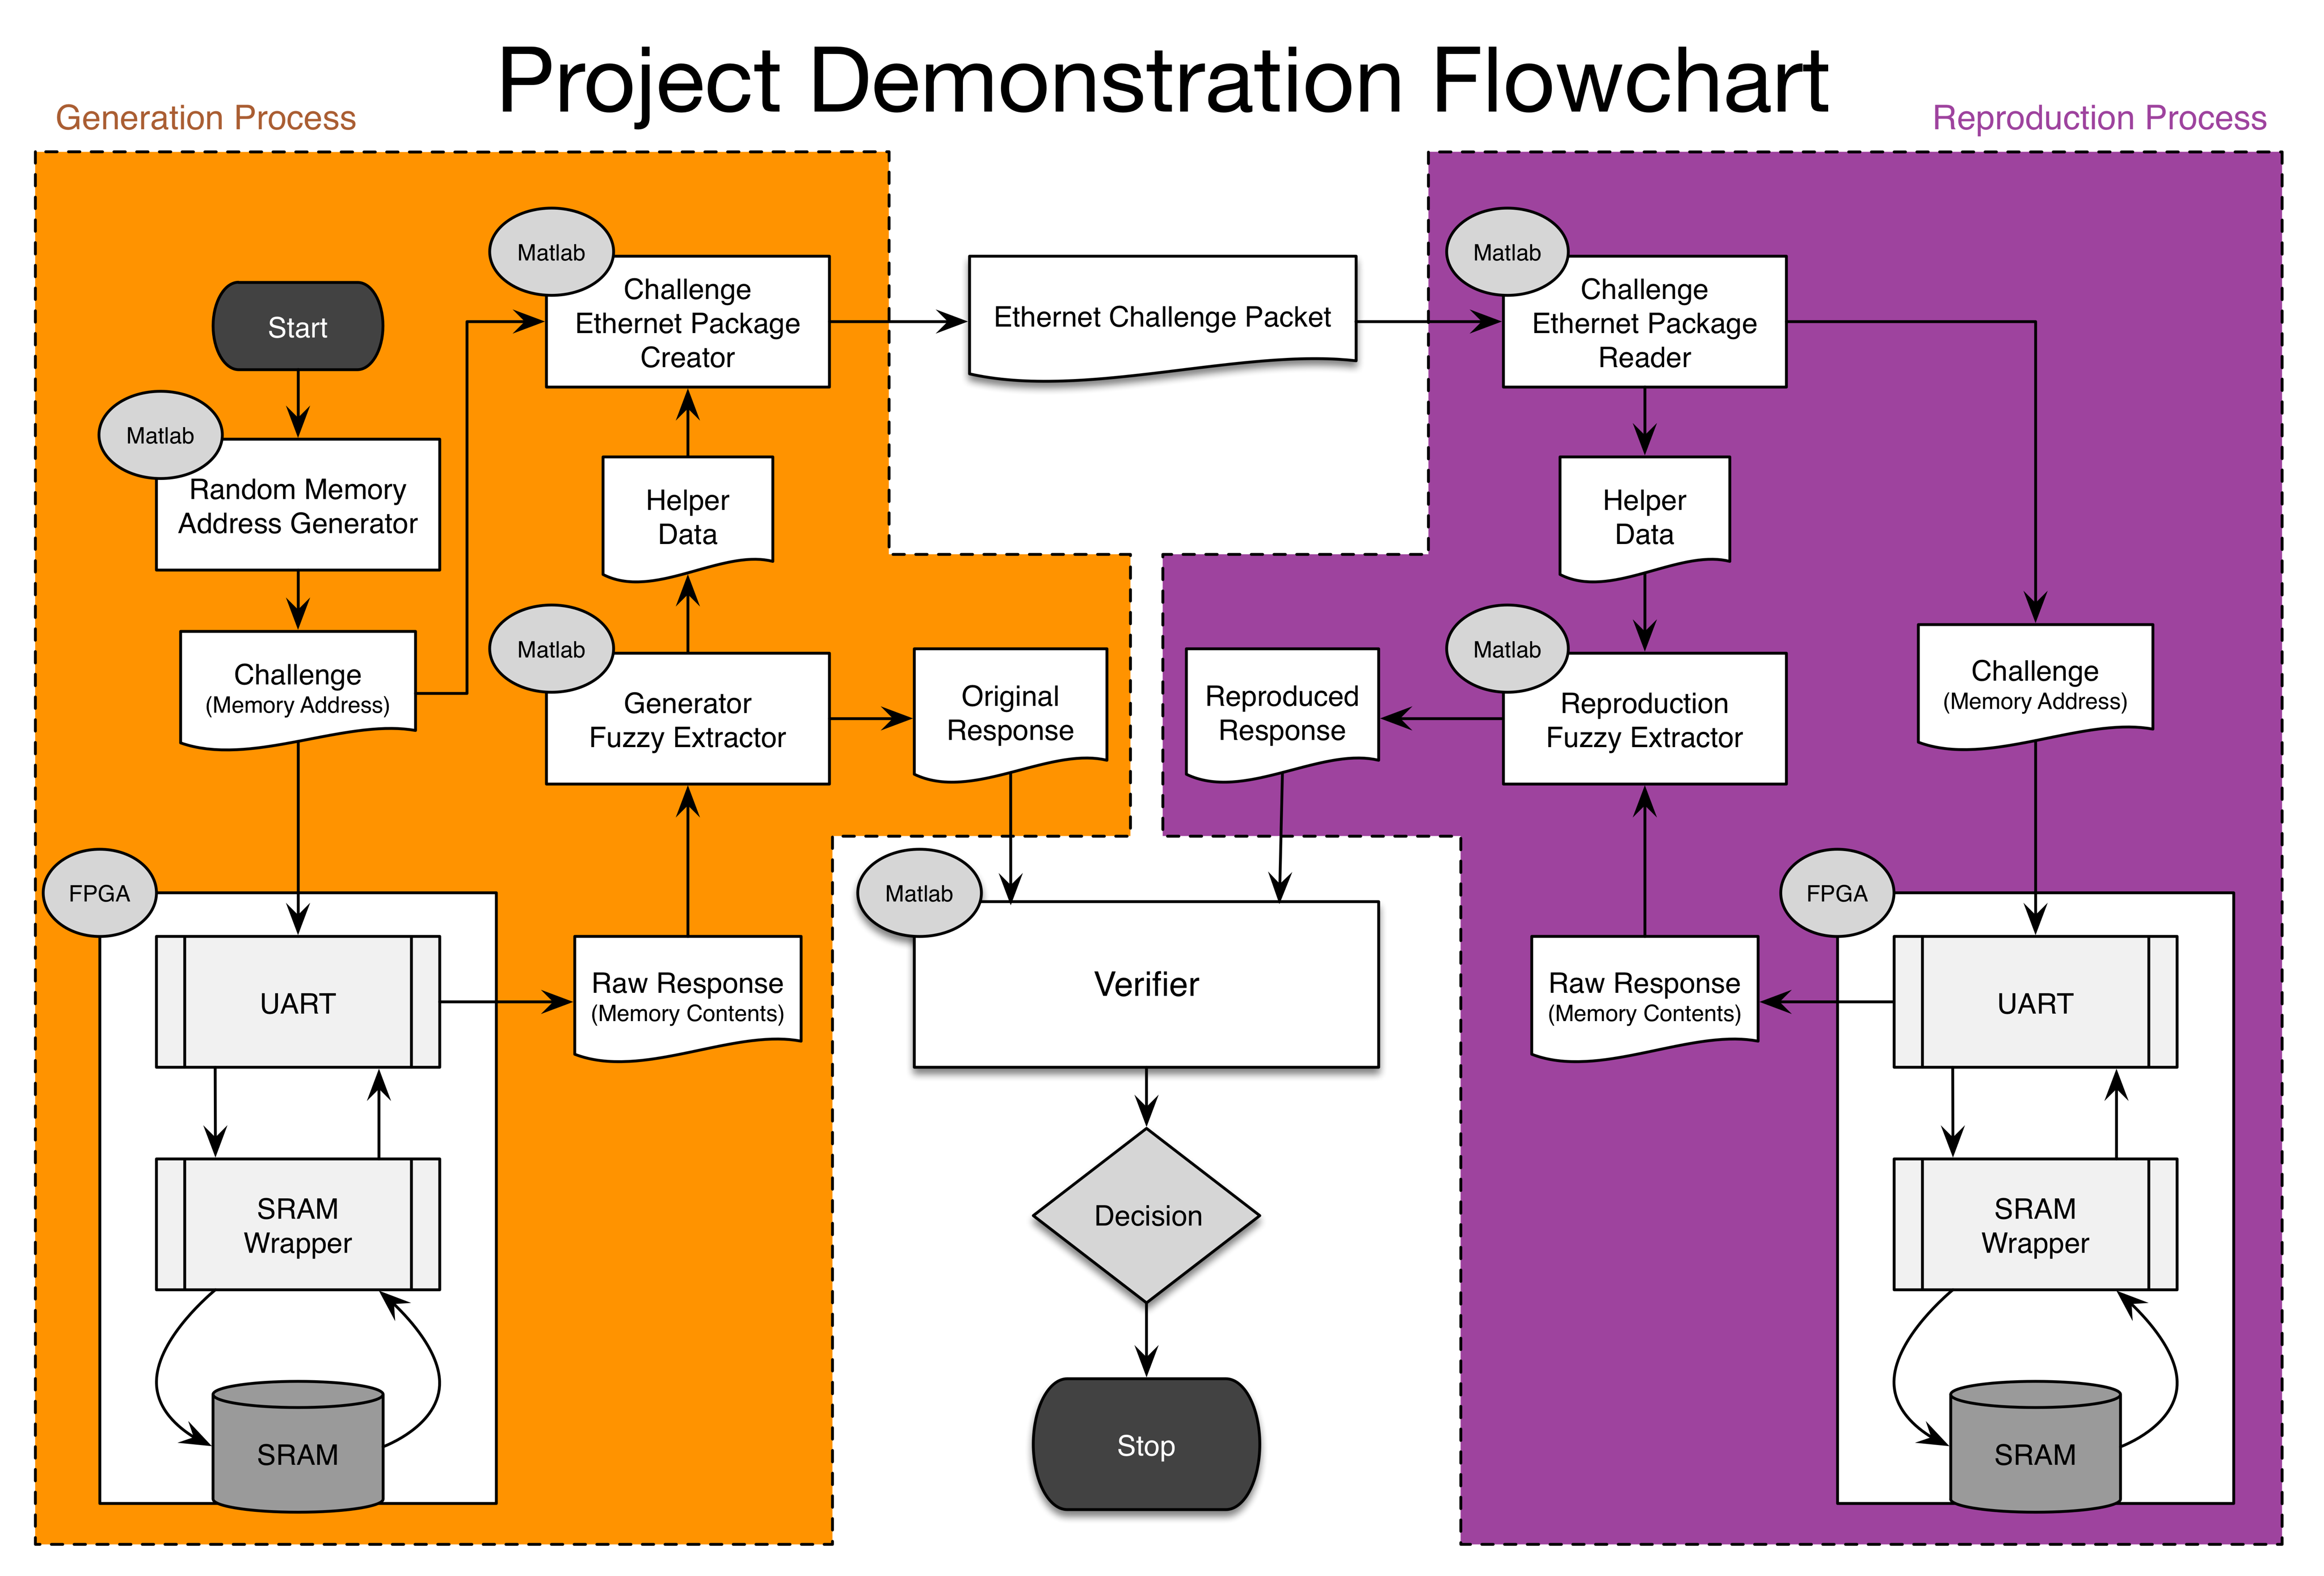 Project Demonstration Flowchart
Generation Process
Reproduction Process
Start
Matlab
Random Memory
Address Generator
Challenge
(Memory Address)
Matlab
Challenge
Ethernet Package
Creator
Helper
Data
Matlab
Generator
Fuzzy Extractor
Original
Response
FPGA
UART
SRAM
Wrapper
SRAM
Raw Response
(Memory Contents)
Ethernet Challenge Packet
Matlab
Verifier
Decision
Stop
Matlab
Challenge
Ethernet Package
Reader
Helper
Data
Matlab
Reproduction
Fuzzy Extractor
Reproduced
Response
Challenge
(Memory Address)
Raw Response
(Memory Contents)
FPGA
UART
SRAM
Wrapper
SRAM